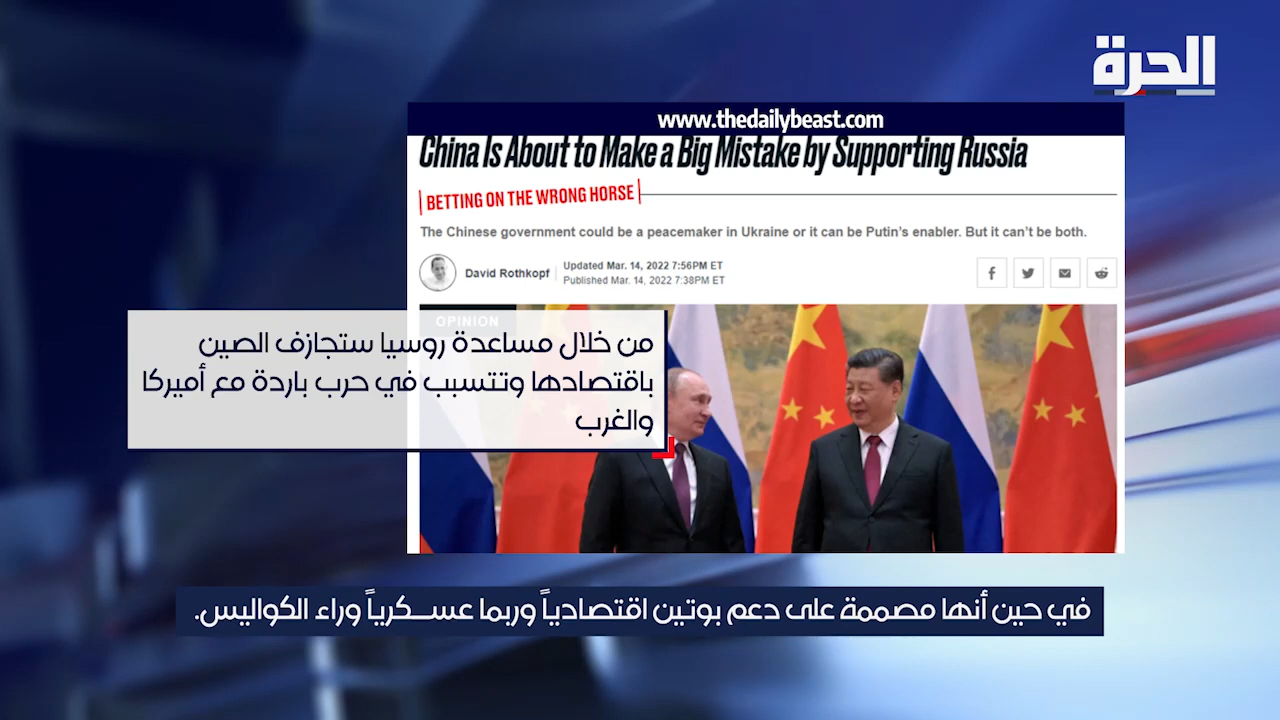 الحرة
www.thedailybeast.com
China Is About to Make a Big Mistake by Supporting Russia
BETTING ON THE WRONG HORSE
The Chinese government could be a peacemaker in Ukraine or it can be Putin's enabler. But it can't be both.
David Rothkopf
Updated Mar. 14, 2022 7:56PM ET
Published Mar. 14, 2022 7:38PM ET
OPINION
من خلال مساعدة روسيا ستجازف الصين
باقتصادها وتتسبب في حرب باردة مع أميركا
والغرب
في حين أنها مصممة على دعم بوتين اقتصادياً وربما عسكرياً وراء الكواليس.